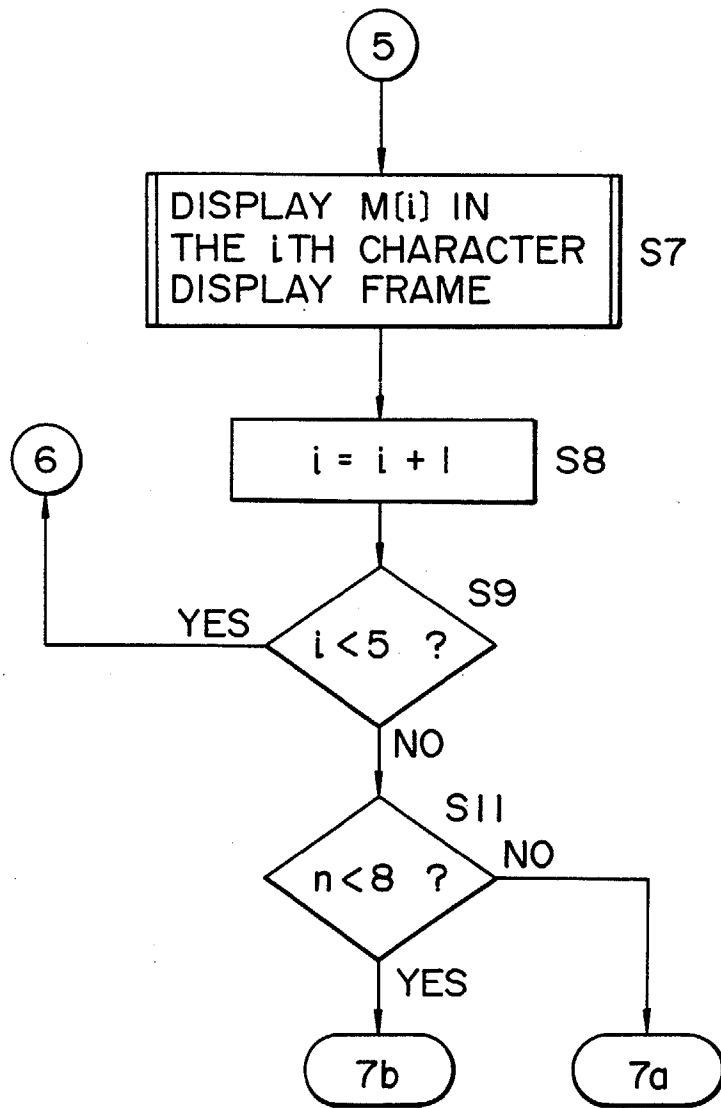 5
DISPLAY M(i) IN
THE iTH CHARACTER
DISPLAY FRAME
S7
6
i = i + 1
S8
S9
YES
i < 5 ?
NO
S11
n < 8 ?
NO
YES
7b
7a